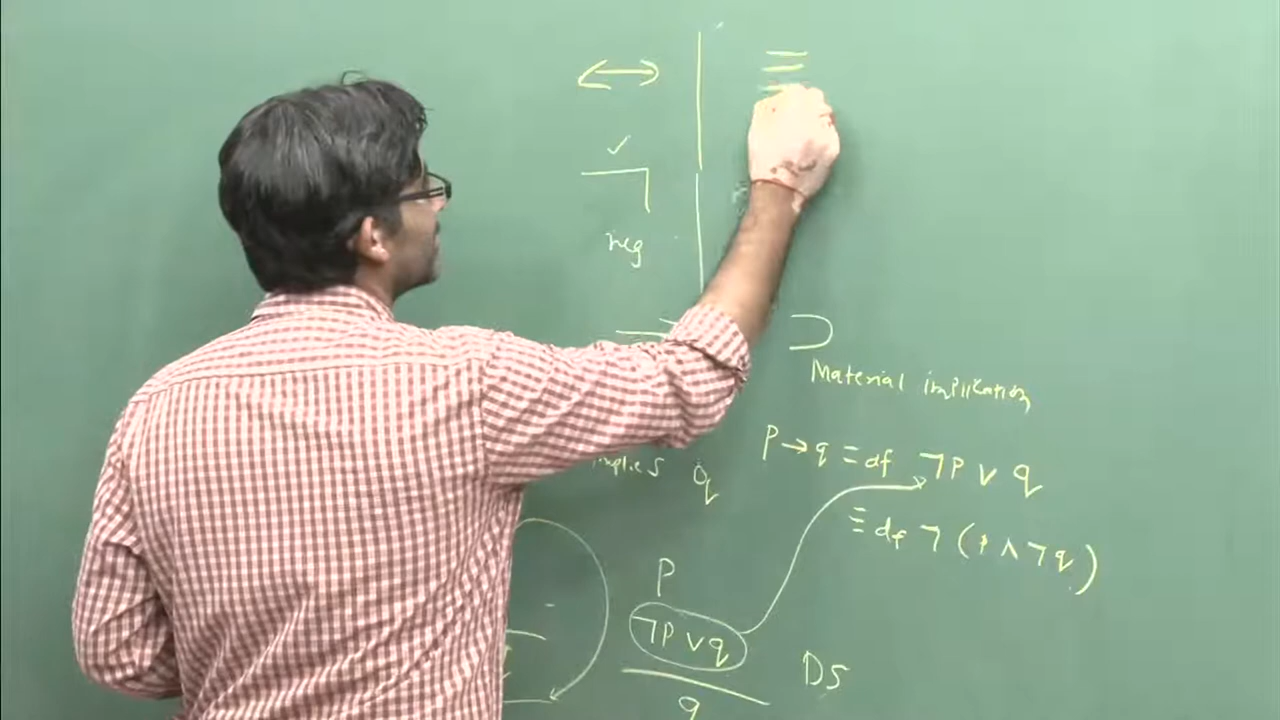 ↔ ≡
✓
¬
neg
⊃
Material implication
implies q
P → q ≡ df ¬P ∨ q
≡ df ¬ (P ∧ ¬q)
P
¬P ∨ q
DS
q